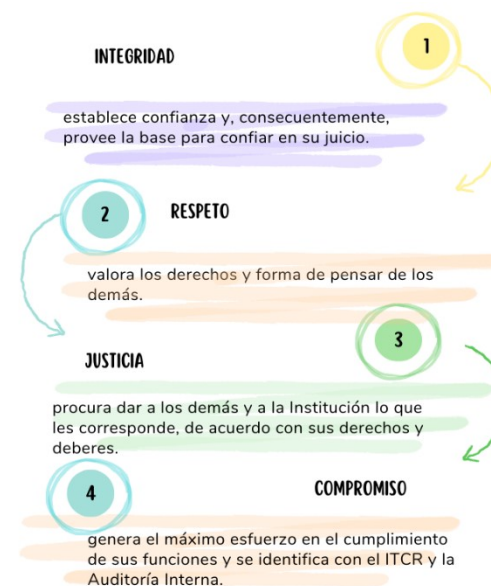 INTEGRIDAD
1
establece confianza y, consecuentemente,
provee la base para confiar en su juicio.
2
RESPETO
valora los derechos y forma de pensar de los
demás.
3
JUSTICIA
procura dar a los demás y a la Institución lo que
les corresponde, de acuerdo con sus derechos y
deberes.
4
COMPROMISO
genera el máximo esfuerzo en el cumplimiento
de sus funciones y se identifica con el ITCR y la
Auditoría Interna.